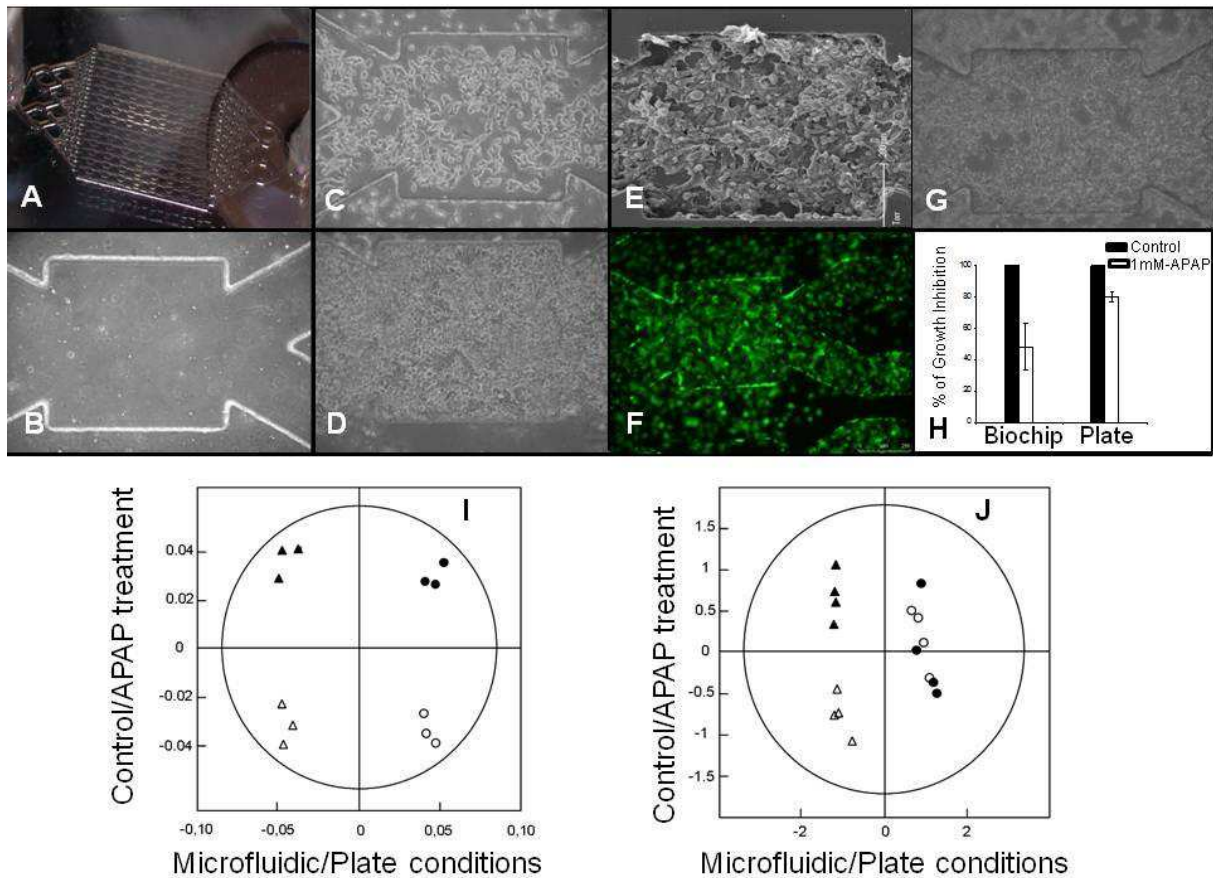 A
B
C
D
E
F
G
H
Control
1mM-APAP
% of Growth Inhibition
100
80
60
40
20
0
Biochip Plate
I
Control/APAP treatment
0.04
0.02
0
-0.02
-0.04
-0,10 -0,05 0 0,05 0,10
Microfluidic/Plate conditions
J
Control/APAP treatment
1.5
1
0.5
0
-0.5
-1
-1.5
-2 0 2
Microfluidic/Plate conditions